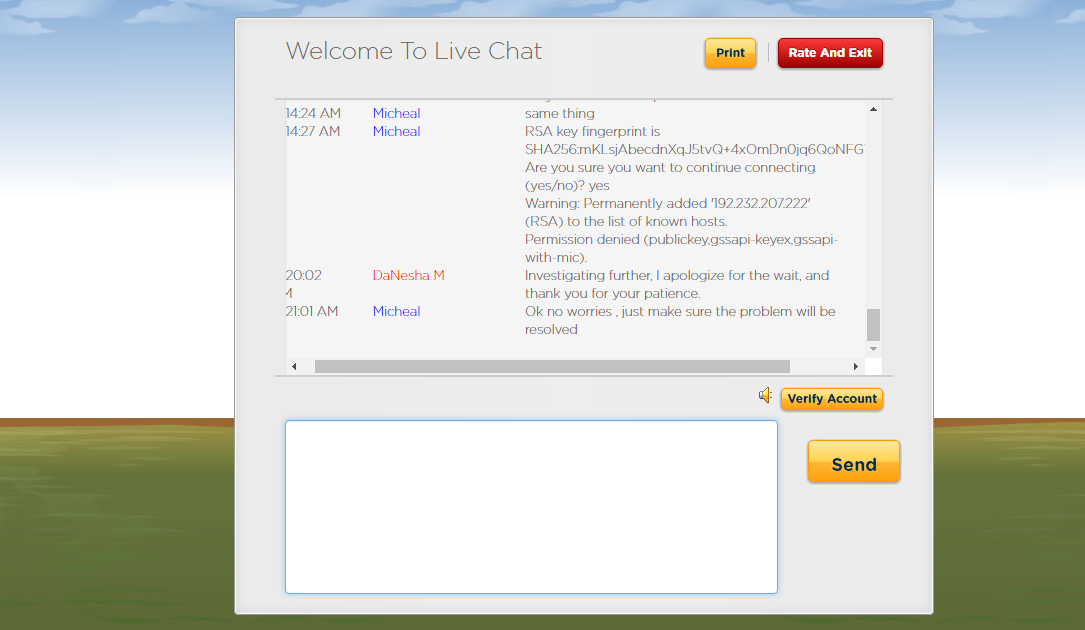 Welcome To Live Chat
Print
Rate And Exit
14:24 AM Micheal same thing
14:27 AM Micheal RSA key fingerprint is
SHA256:mKLsjAbecdnXqJ5tvQ+4xOmDn0jq6QoNFG
Are you sure you want to continue connecting
(yes/no)? yes
Warning: Permanently added '192.232.207.222'
(RSA) to the list of known hosts.
Permission denied (publickey,gssapi-keyex,gssapi-
with-mic).
20:02 DaNesha M Investigating further, I apologize for the wait, and
M thank you for your patience.
21:01 AM Micheal Ok no worries , just make sure the problem will be
resolved
Verify Account
Send